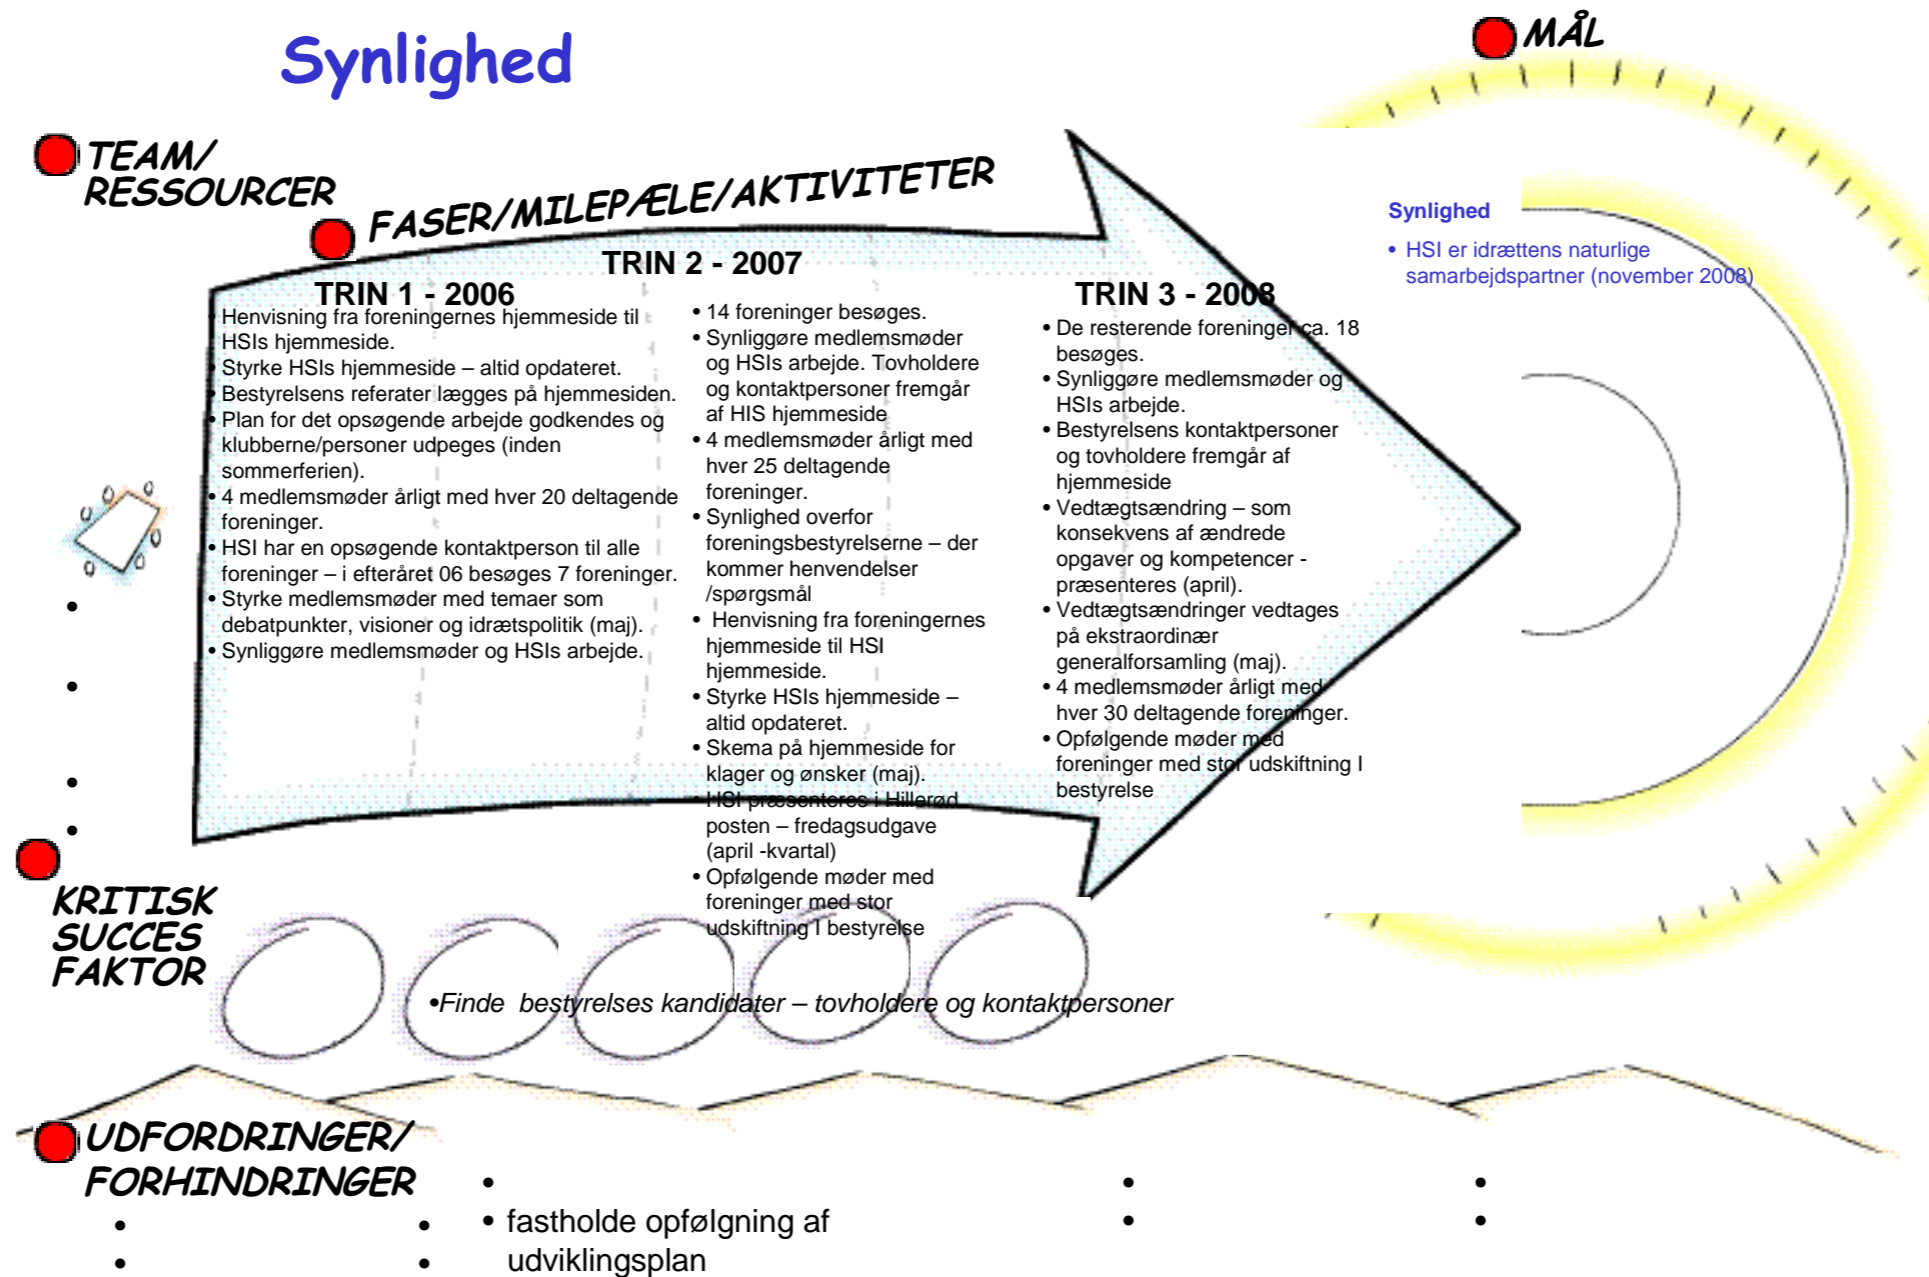 Synlighed
MÅL
TEAM/
RESSOURCER
FASER/MILEPÆLE/AKTIVITETER
TRIN 1 - 2006
• Henvisning fra foreningernes hjemmeside til
HSIs hjemmeside.
• Styrke HSIs hjemmeside – altid opdateret.
• Bestyrelsens referater lægges på hjemmesiden.
• Plan for det opsøgende arbejde godkendes og
klubberne/personer udpeges (inden
sommerferien).
• 4 medlemsmøder årligt med hver 20 deltagende
foreninger.
• HSI har en opsøgende kontaktperson til alle
foreninger – i efteråret 06 besøges 7 foreninger.
• Styrke medlemsmøder med temaer som
debatpunkter, visioner og idrætspolitik (maj).
• Synliggøre medlemsmøder og HSIs arbejde.
TRIN 2 - 2007
• 14 foreninger besøges.
• Synliggøre medlemsmøder
og HSIs arbejde. Tovholdere
og kontaktpersoner fremgår
af HIS hjemmeside
• 4 medlemsmøder årligt med
hver 25 deltagende
foreninger.
• Synlighed overfor
foreningsbestyrelserne – der
kommer henvendelser
/spørgsmål
• Henvisning fra foreningernes
hjemmeside til HSI
hjemmeside.
• Styrke HSIs hjemmeside –
altid opdateret.
• Skema på hjemmeside for
klager og ønsker (maj).
• HSI præsenteres i Hillerød
posten – fredagsudgave
(april -kvartal)
• Opfølgende møder med
foreninger med stor
udskiftning I bestyrelse
TRIN 3 - 2008
• De resterende foreninger ca. 18
besøges.
• Synliggøre medlemsmøder og
HSIs arbejde.
• Bestyrelsens kontaktpersoner
og tovholdere fremgår af
hjemmeside
• Vedtægtsændring – som
konsekvens af ændrede
opgaver og kompetencer -
præsenteres (april).
• Vedtægtsændringer vedtages
på ekstraordinær
generalforsamling (maj).
• 4 medlemsmøder årligt med
hver 30 deltagende foreninger.
• Opfølgende møder med
foreninger med stor udskiftning I
bestyrelse
Synlighed
• HSI er idrættens naturlige
samarbejdspartner (november 2008)
KRITISK
SUCCES
FAKTOR
•Finde bestyrelses kandidater – tovholdere og kontaktpersoner
UDFORDRINGER/
FORHINDRINGER
• fastholde opfølgning af
udviklingsplan